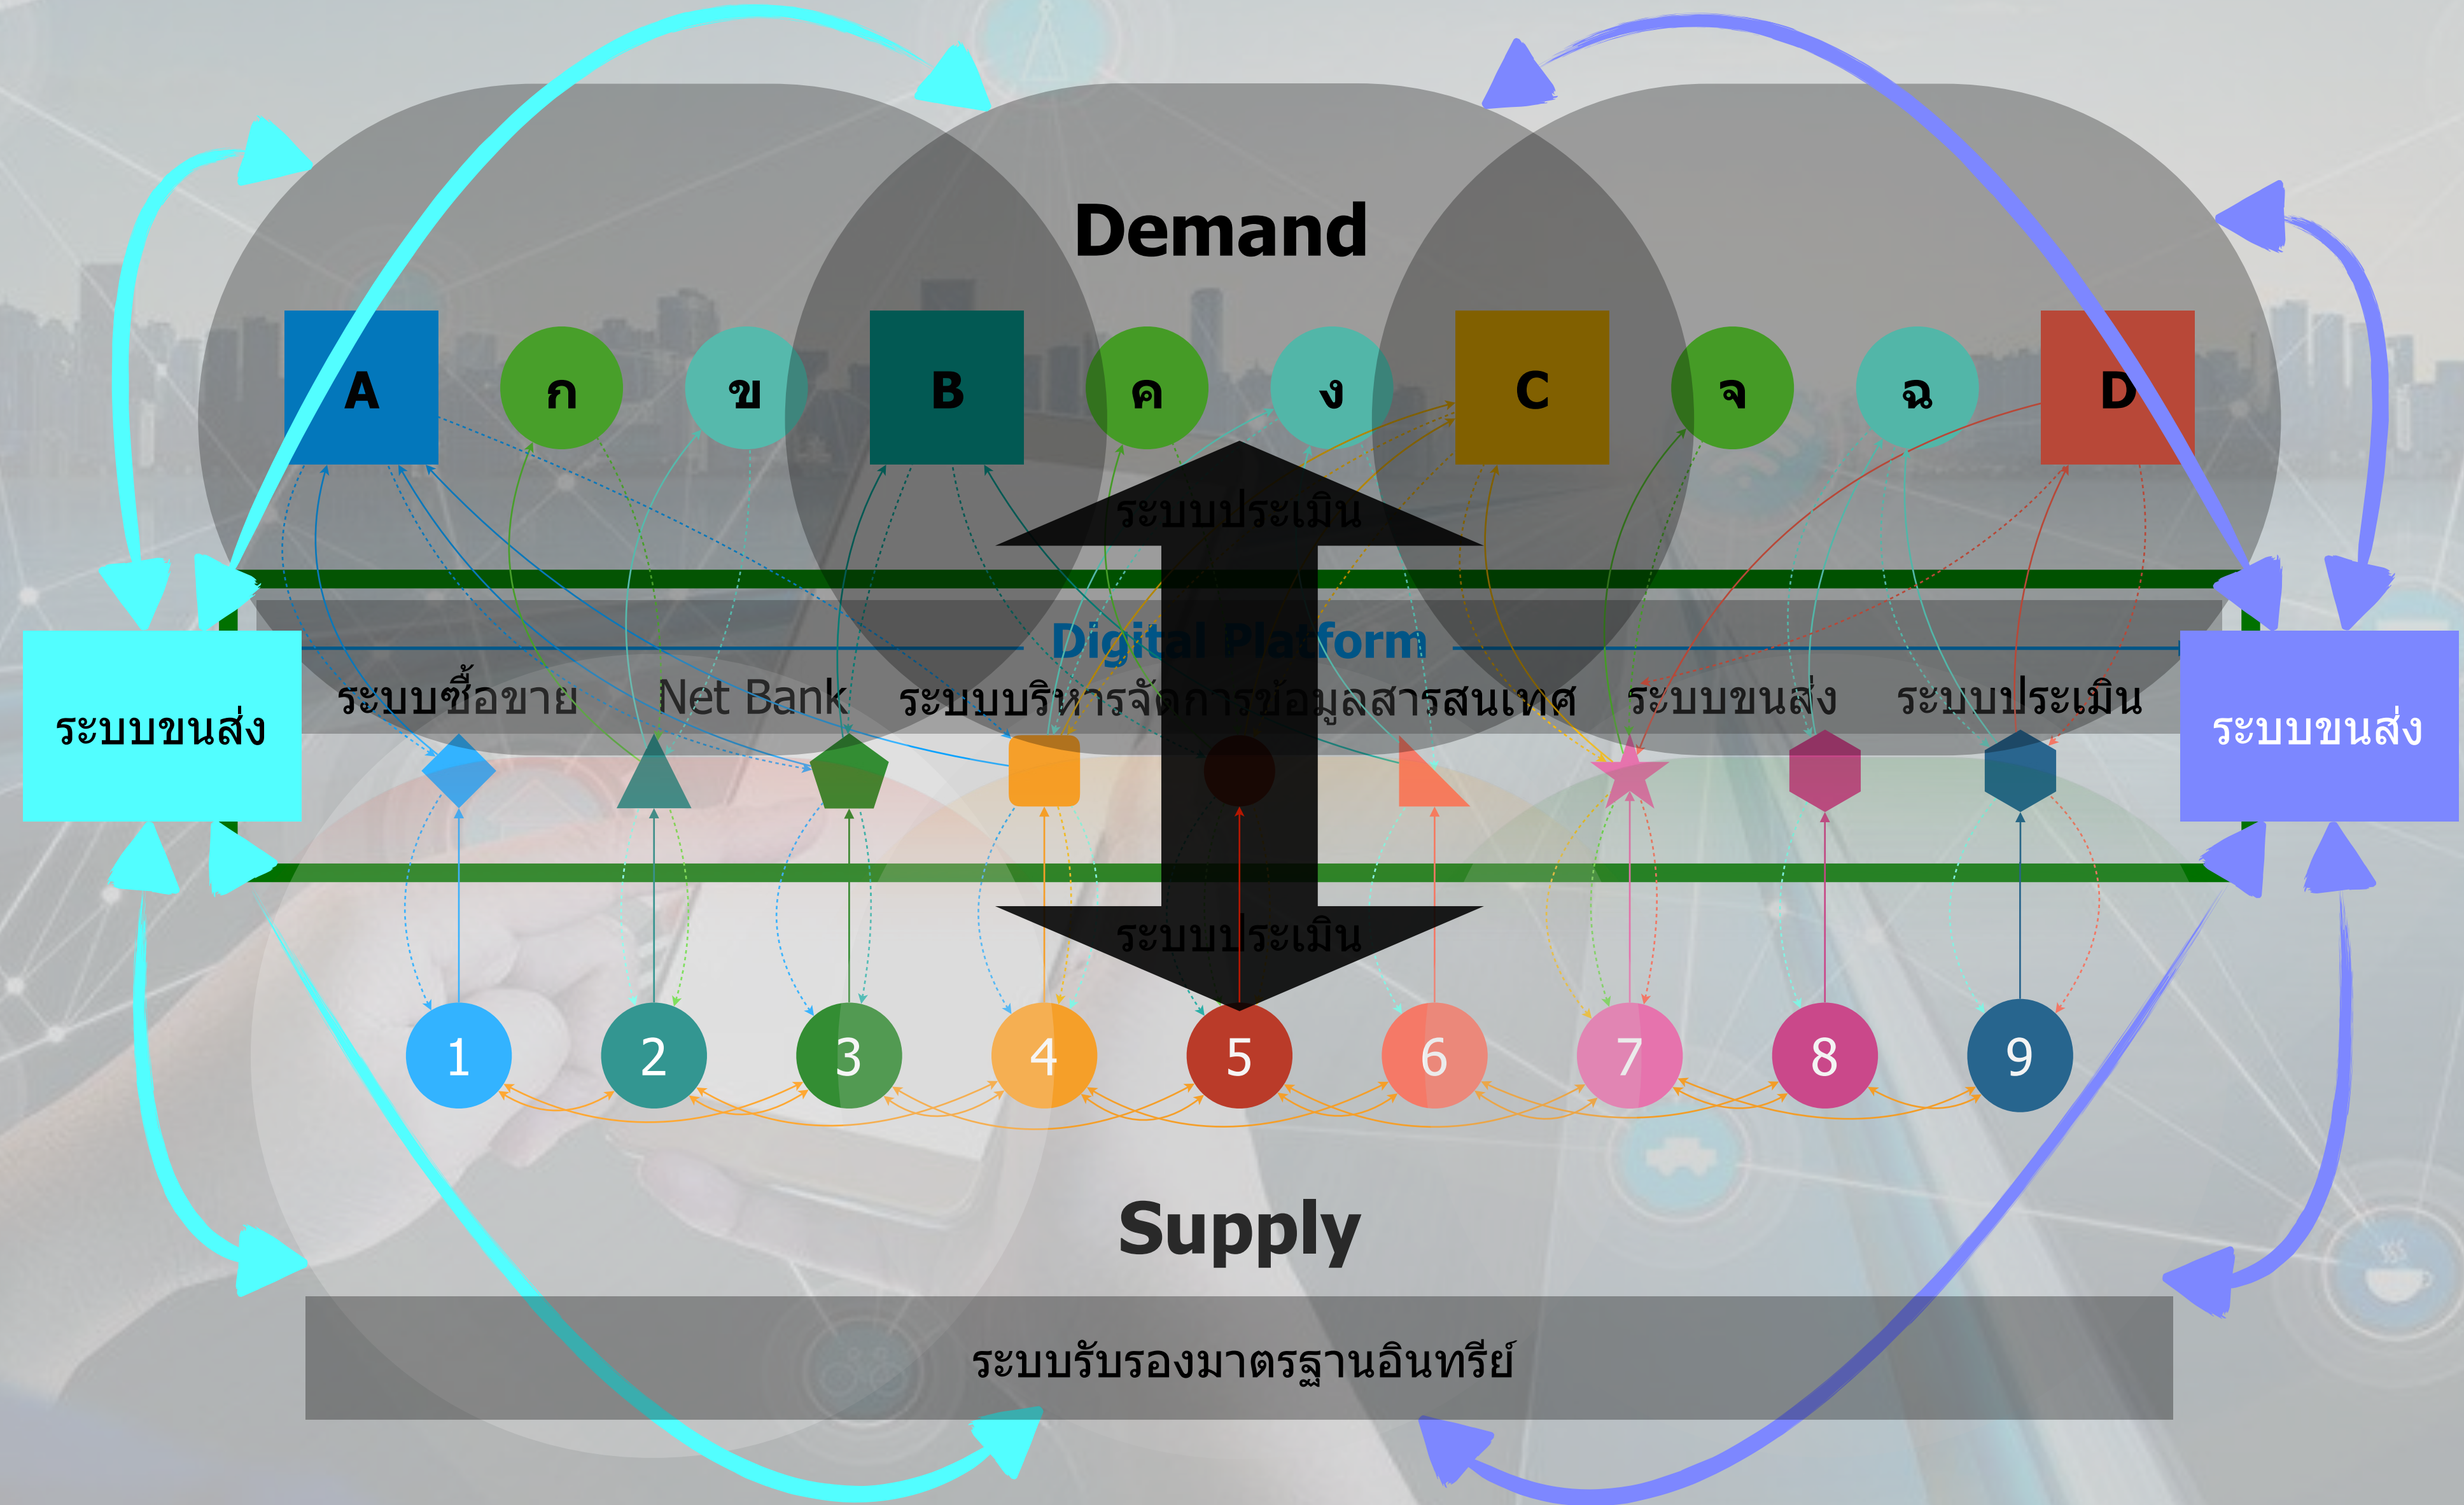 Demand
A ก ข B ค ง C จ ฉ D
ระบบประเมิน
Digital Platform
ระบบซื้อขาย Net Bank ระบบบริหารจัดการข้อมูลสารสนเทศ ระบบขนส่ง ระบบประเมิน
ระบบขนส่ง
ระบบขนส่ง
ระบบประเมิน
1 2 3 4 5 6 7 8 9
Supply
ระบบรับรองมาตรฐานอินทรีย์